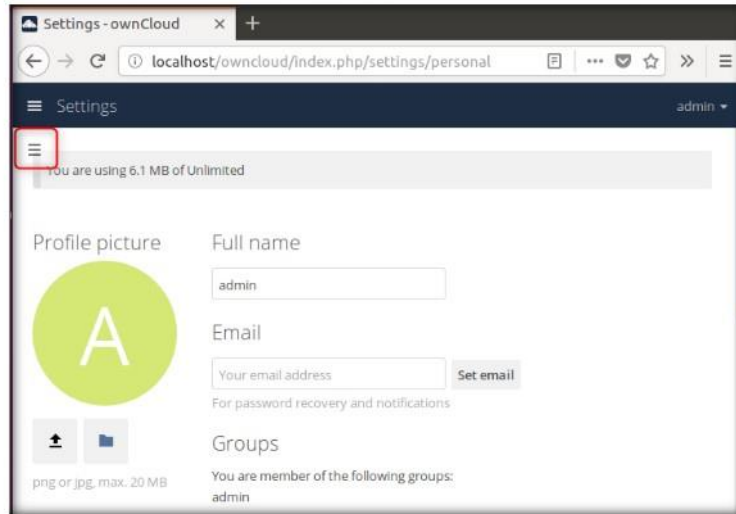 Settings - ownCloud
localhost/owncloud/index.php/settings/personal
Settings
admin
You are using 6.1 MB of Unlimited
Profile picture
Full name
A
admin
Email
Your email address
Set email
For password recovery and notifications
Groups
png or jpg, max. 20 MB
You are member of the following groups:
admin